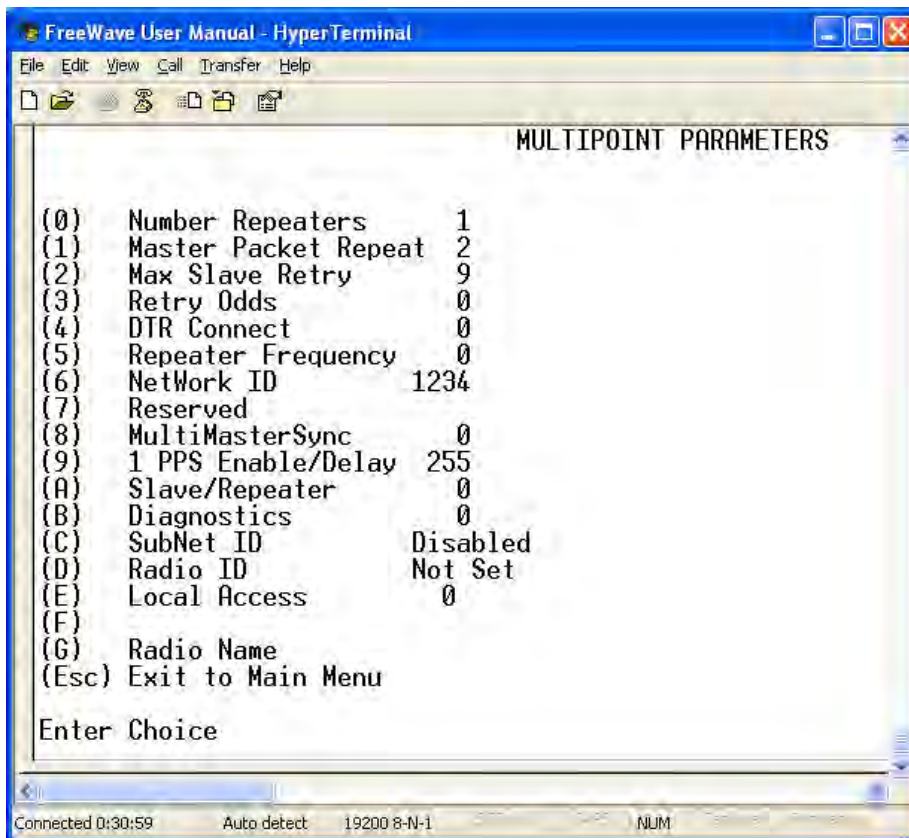 FreeWave User Manual - HyperTerminal
File Edit View Call Transfer Help
MULTIPOINT PARAMETERS
(0) Number Repeaters 1
(1) Master Packet Repeat 2
(2) Max Slave Retry 9
(3) Retry Odds 0
(4) DTR Connect 0
(5) Repeater Frequency 0
(6) NetWork ID 1234
(7) Reserved
(8) MultiMasterSync 0
(9) 1 PPS Enable/Delay 255
(A) Slave/Repeater 0
(B) Diagnostics 0
(C) SubNet ID Disabled
(D) Radio ID Not Set
(E) Local Access 0
(F)
(G) Radio Name
(Esc) Exit to Main Menu
Enter Choice
Connected 0:30:59 Auto detect 19200 8-N-1 NUM